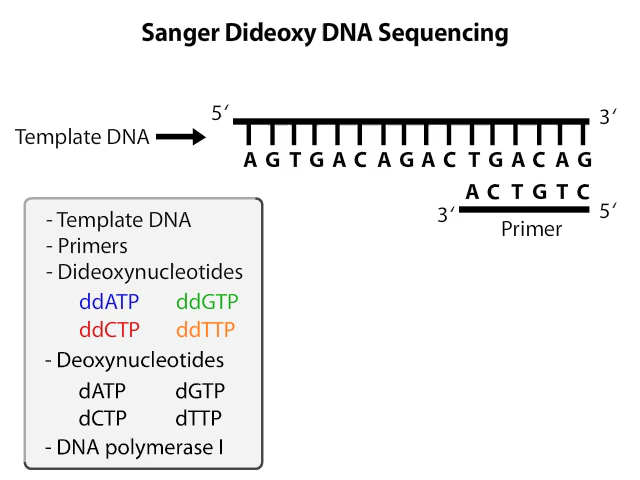 Sanger Dideoxy DNA Sequencing
5‘ 3‘
Template DNA
A G T G A C A G A C T G A C A G
A C T G T C
3‘ 5‘
Primer
- Template DNA
- Primers
- Dideoxynucleotides
ddATP ddGTP
ddCTP ddTTP
- Deoxynucleotides
dATP dGTP
dCTP dTTP
- DNA polymerase I